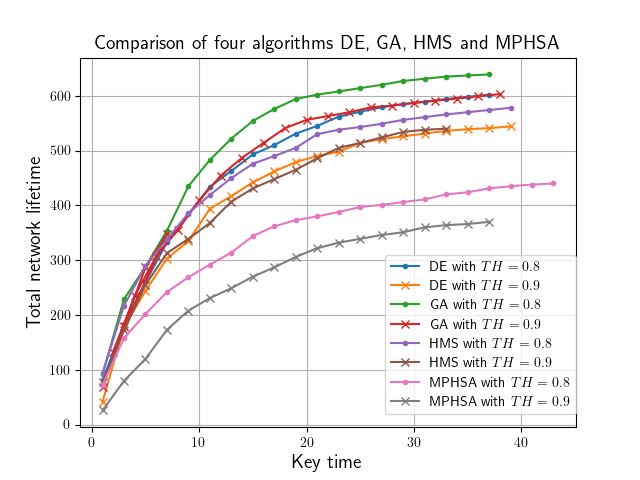 Comparison of four algorithms DE, GA, HMS and MPHSA
Total network lifetime
600
500
400
300
200
100
0
0 10 20 30 40
Key time
DE with TH = 0.8
DE with TH = 0.9
GA with TH = 0.8
GA with TH = 0.9
HMS with TH = 0.8
HMS with TH = 0.9
MPHSA with TH = 0.8
MPHSA with TH = 0.9